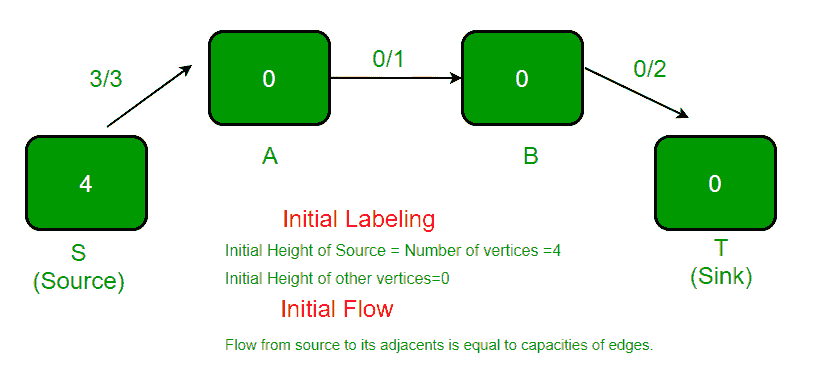 3/3
0
0/1
0
0/2
4
A
B
0
S
(Source)
T
(Sink)
Initial Labeling
Initial Height of Source = Number of vertices =4
Initial Height of other vertices=0
Initial Flow
Flow from source to its adjacents is equal to capacities of edges.